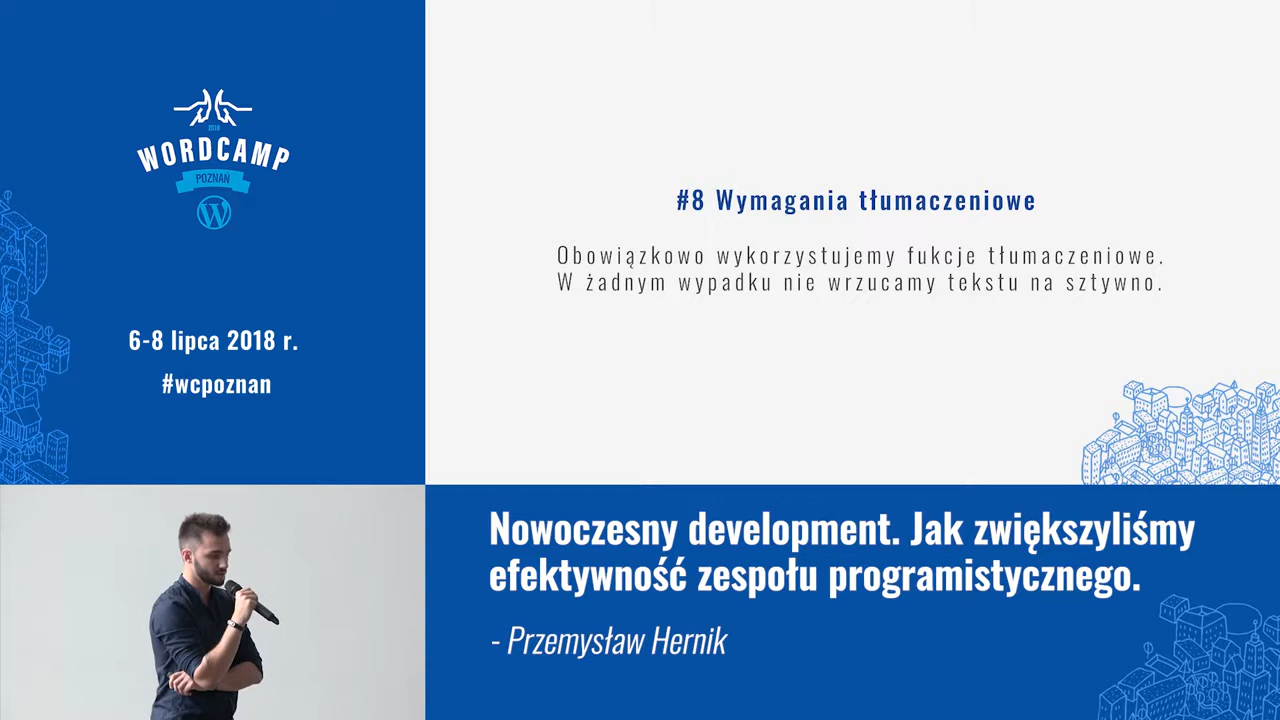 2018
WORDCAMP
POZNAŃ
6-8 lipca 2018 r.
#wcpoznan
#8 Wymagania tłumaczeniowe
Obowiązkowo wykorzystujemy fukcje tłumaczeniowe.
W żadnym wypadku nie wrzucamy tekstu na sztywno.
Nowoczesny development. Jak zwiększyliśmy
efektywność zespołu programistycznego.
- Przemysław Hernik